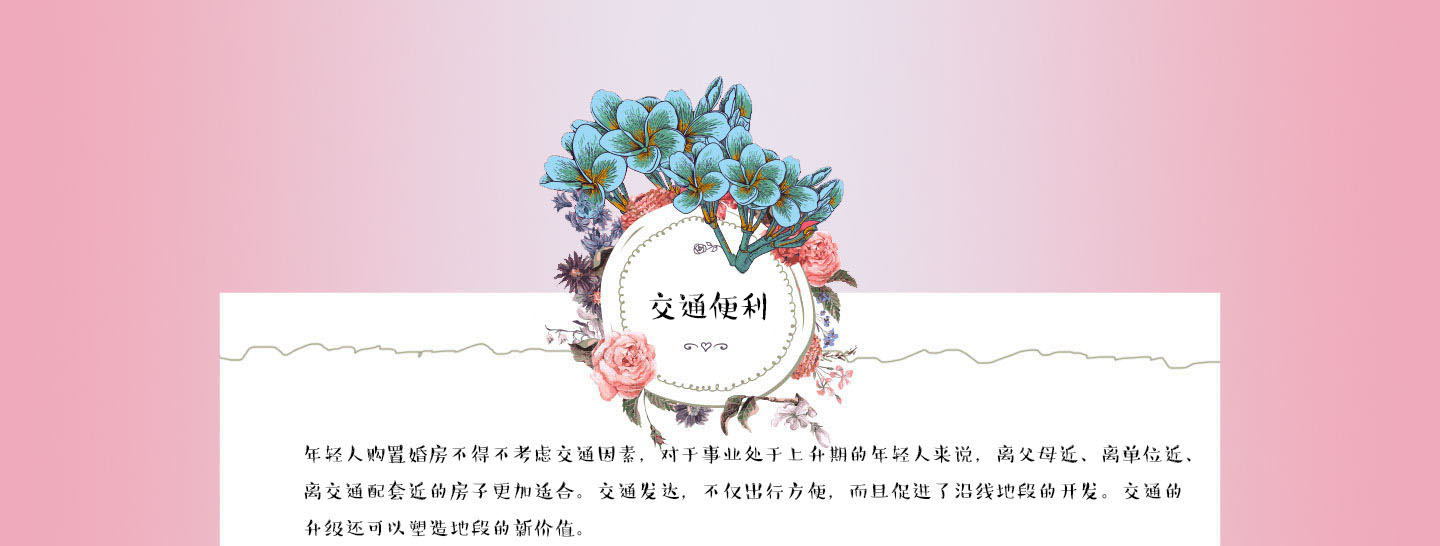 交通便利
年轻人购置婚房不得不考虑交通因素，对于事业处于上升期的年轻人来说，离父母近、离单位近、
离交通配套近的房子更加适合。交通发达，不仅出行方便，而且促进了沿线地段的开发。交通的
升级还可以塑造地段的新价值。